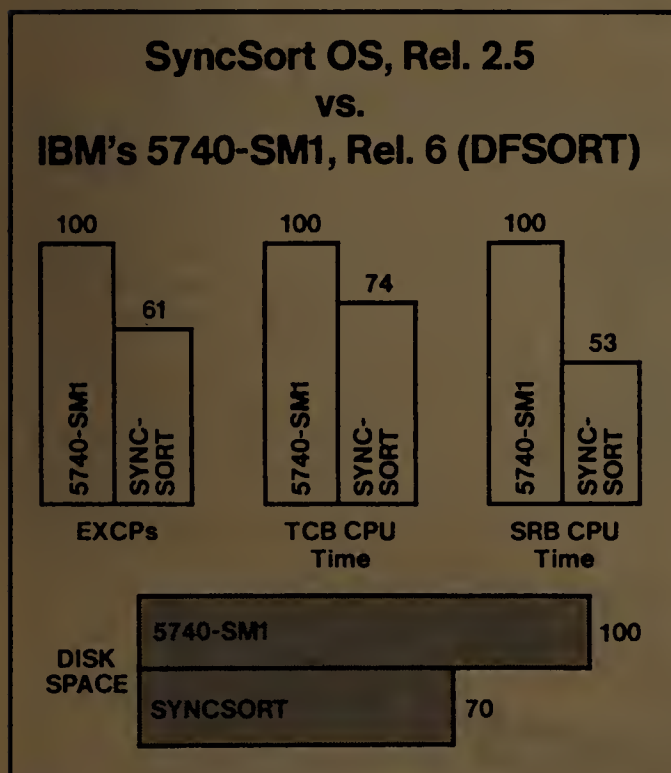 SyncSort OS, Rel. 2.5
vs.
IBM's 5740-SM1, Rel. 6 (DFSORT)
100
61
5740-SM1
SYNC-
SORT
EXCPs
100
74
5740-SM1
SYNC-
SORT
TCB CPU
Time
100
53
5740-SM1
SYNC-
SORT
SRB CPU
Time
DISK
SPACE
5740-SM1
100
SYNCSORT
70